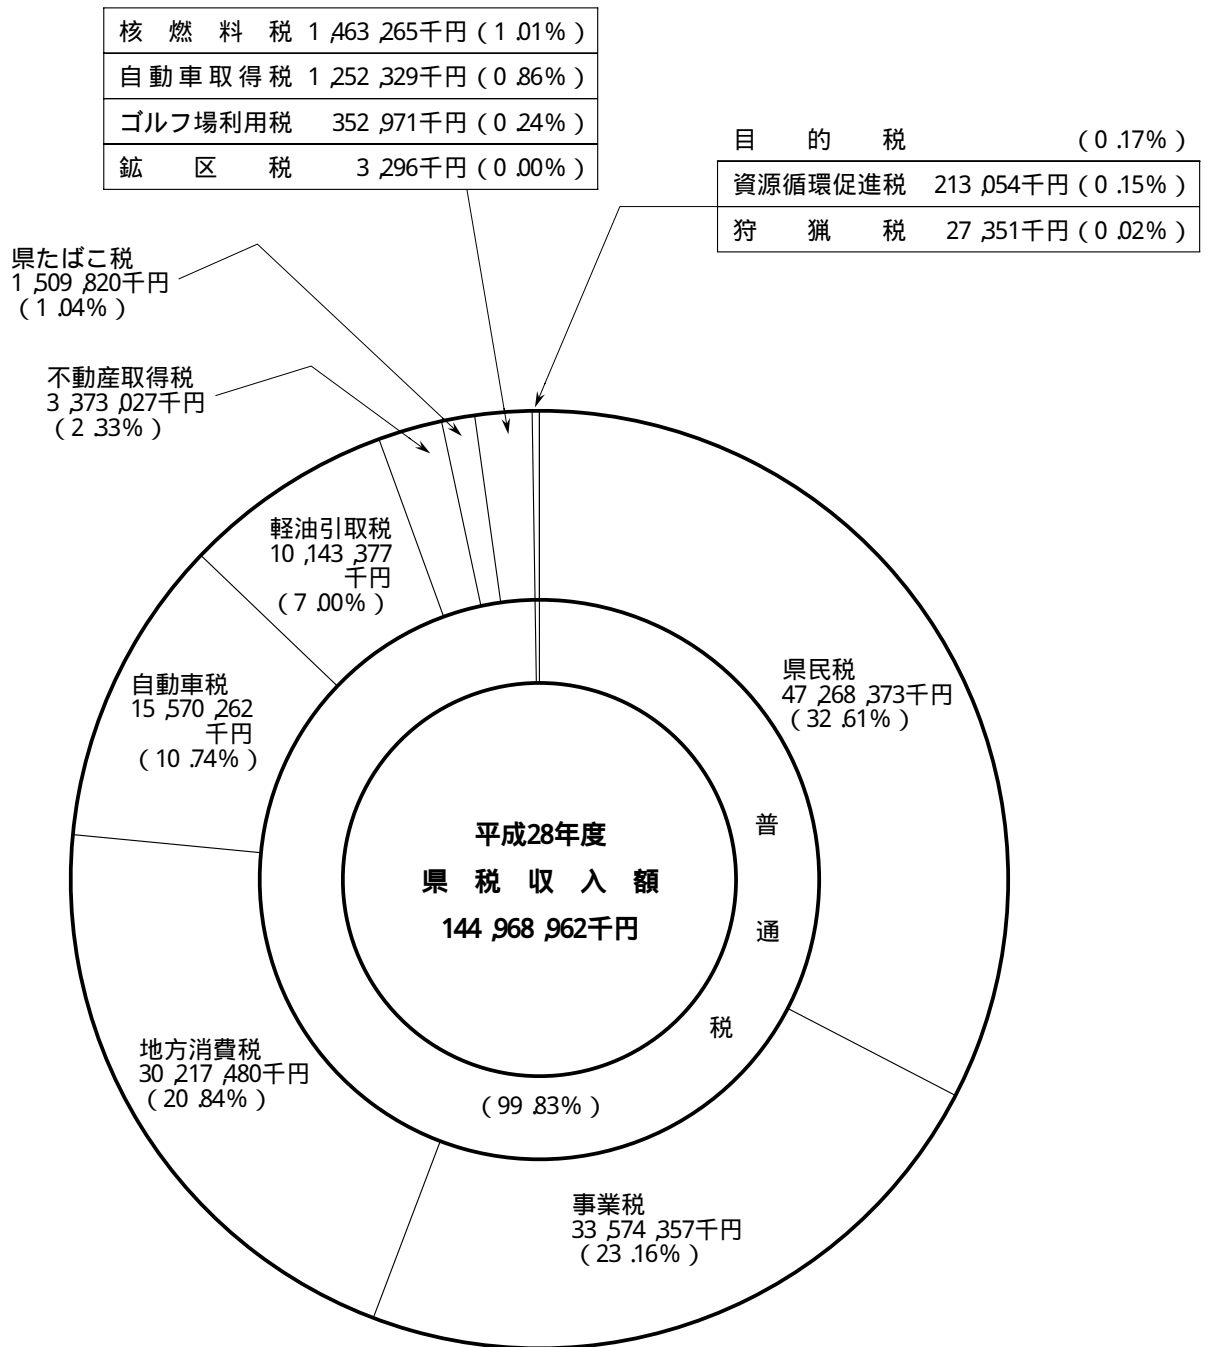 核燃料税 1,463,265千円(1.01%)
自動車取得税 1,252,329千円(0.86%)
ゴルフ場利用税 352,971千円(0.24%)
鉱区税 3,296千円(0.00%)
目的税 (0.17%)
資源循環促進税 213,054千円(0.15%)
狩猟税 27,351千円(0.02%)
県たばこ税
1,509,820千円
(1.04%)
不動産取得税
3,373,027千円
(2.33%)
軽油引取税
10,143,377
千円
(7.00%)
自動車税
15,570,262
千円
(10.74%)
県民税
47,268,373千円
(32.61%)
平成28年度
県税収入額
144,968,962千円
普
通
税
(99.83%)
地方消費税
30,217,480千円
(20.84%)
事業税
33,574,357千円
(23.16%)